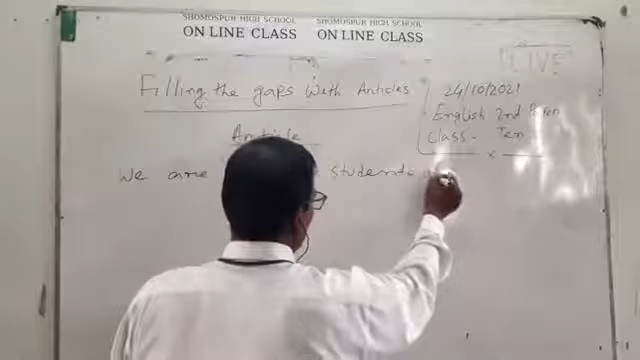 SHOMOSPUR HIGH SCHOOL SHOMOSPUR HIGH SCHOOL
ON LINE CLASS ON LINE CLASS
LIVE
Filling the gaps with Articles
24/10/2021
English 2nd Paper
Class - Ten
Article
We are students